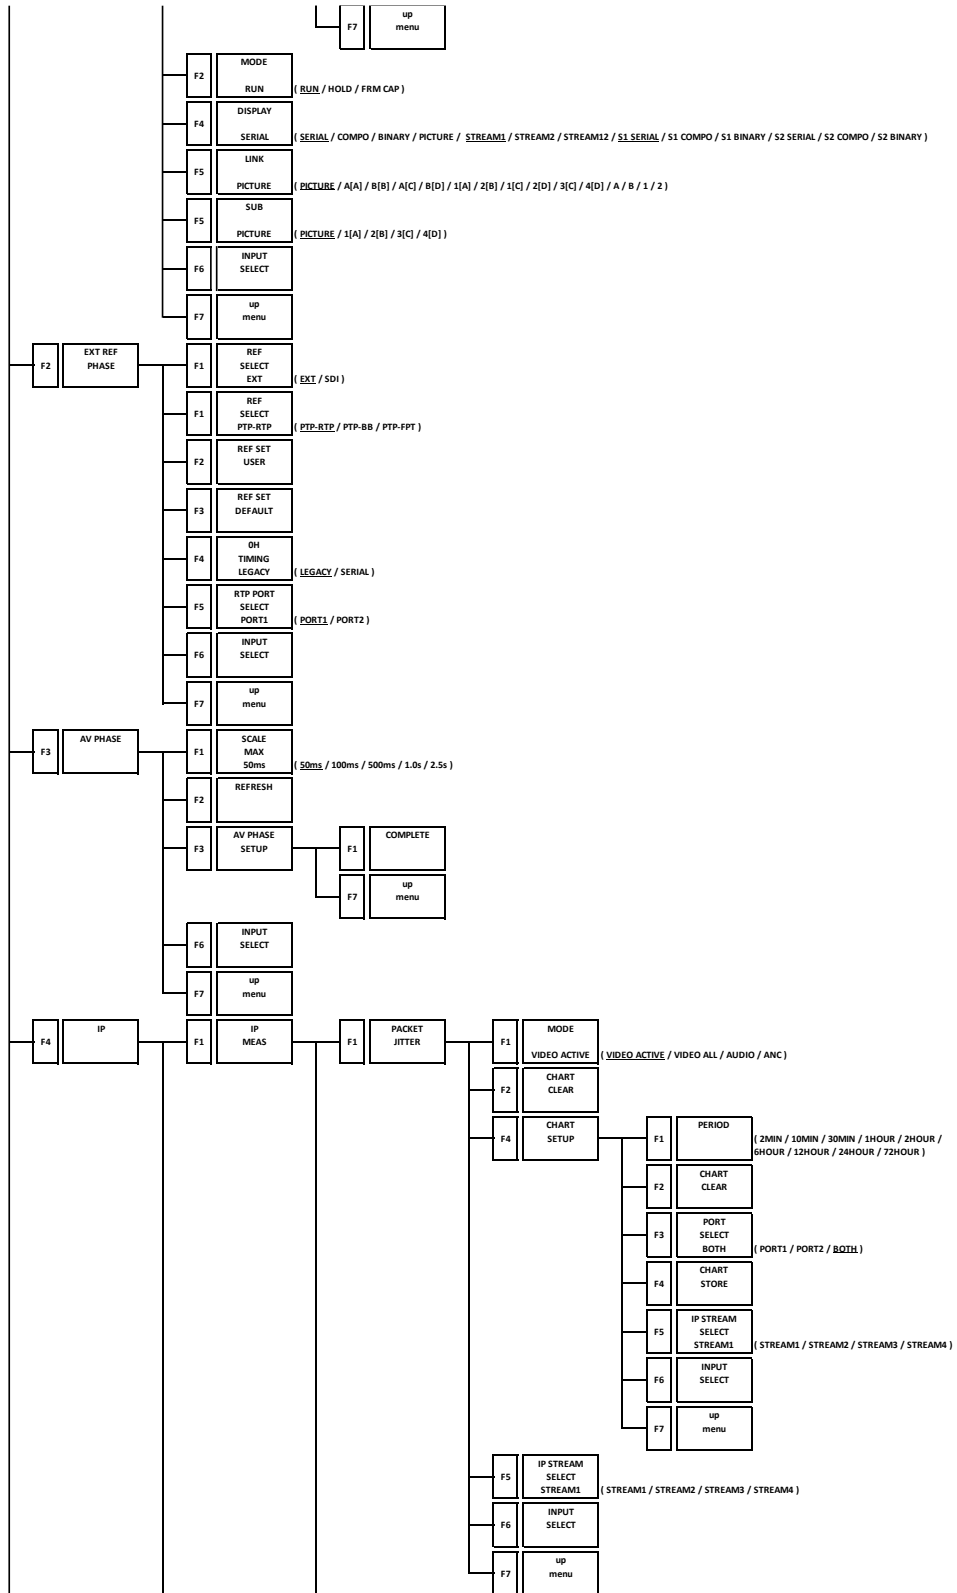 F7 up
menu
F2 MODE
RUN ( RUN / HOLD / FRM CAP )
F4 DISPLAY
SERIAL ( SERIAL / COMPO / BINARY / PICTURE / STREAM1 / STREAM2 / STREAM12 / S1 SERIAL / S1 COMPO / S1 BINARY / S2 SERIAL / S2 COMPO / S2 BINARY )
F5 LINK
PICTURE ( PICTURE / A[A] / B[B] / A[C] / B[D] / 1[A] / 2[B] / 1[C] / 2[D] / 3[C] / 4[D] / A / B / 1 / 2 )
F5 SUB
PICTURE ( PICTURE / 1[A] / 2[B] / 3[C] / 4[D] )
F6 INPUT
SELECT
F7 up
menu
F2 EXT REF
PHASE
F1 REF
SELECT
EXT ( EXT / SDI )
F1 REF
SELECT
PTP-RTP ( PTP-RTP / PTP-BB / PTP-FPT )
F2 REF SET
USER
F3 REF SET
DEFAULT
F4 0H
TIMING
LEGACY ( LEGACY / SERIAL )
F5 RTP PORT
SELECT
PORT1 ( PORT1 / PORT2 )
F6 INPUT
SELECT
F7 up
menu
F3 AV PHASE
F1 SCALE
MAX
50ms ( 50ms / 100ms / 500ms / 1.0s / 2.5s )
F2 REFRESH
F3 AV PHASE
SETUP
F1 COMPLETE
F7 up
menu
F6 INPUT
SELECT
F7 up
menu
F4 IP
F1 IP
MEAS
F1 PACKET
JITTER
F1 MODE
VIDEO ACTIVE ( VIDEO ACTIVE / VIDEO ALL / AUDIO / ANC )
F2 CHART
CLEAR
F4 CHART
SETUP
F1 PERIOD
( 2MIN / 10MIN / 30MIN / 1HOUR / 2HOUR /
6HOUR / 12HOUR / 24HOUR / 72HOUR )
F2 CHART
CLEAR
F3 PORT
SELECT
BOTH ( PORT1 / PORT2 / BOTH )
F4 CHART
STORE
F5 IP STREAM
SELECT
STREAM1 ( STREAM1 / STREAM2 / STREAM3 / STREAM4 )
F6 INPUT
SELECT
F7 up
menu
F5 IP STREAM
SELECT
STREAM1 ( STREAM1 / STREAM2 / STREAM3 / STREAM4 )
F6 INPUT
SELECT
F7 up
menu